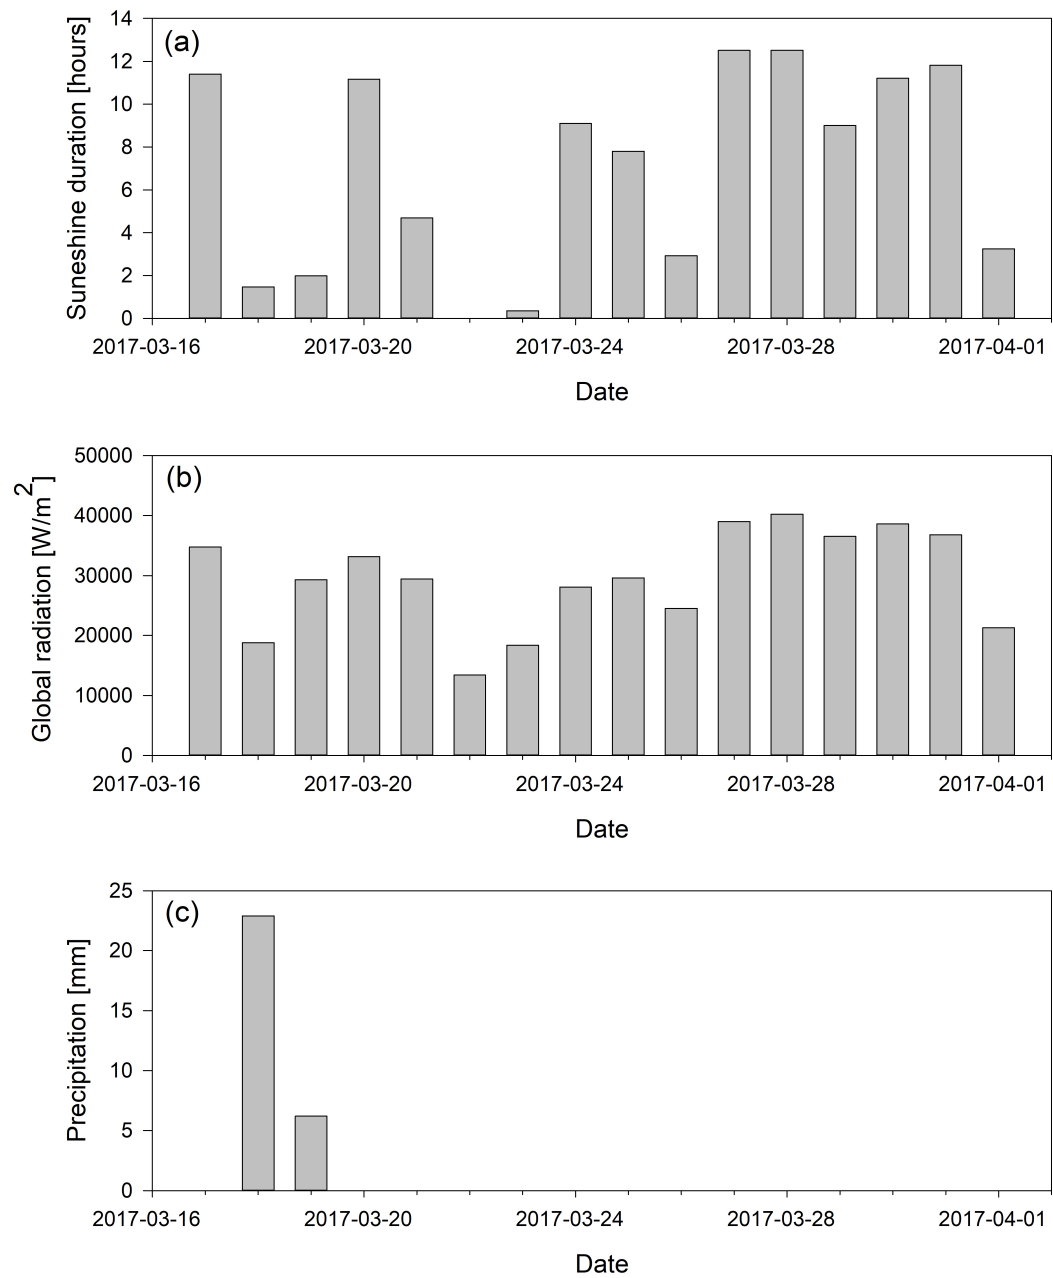 (a)
Suneshine duration [hours]
14
12
10
8
6
4
2
0
2017-03-16 2017-03-20 2017-03-24 2017-03-28 2017-04-01
Date
(b)
Global radiation [W/m2]
50000
40000
30000
20000
10000
0
2017-03-16 2017-03-20 2017-03-24 2017-03-28 2017-04-01
Date
(c)
Precipitation [mm]
25
20
15
10
5
0
2017-03-16 2017-03-20 2017-03-24 2017-03-28 2017-04-01
Date